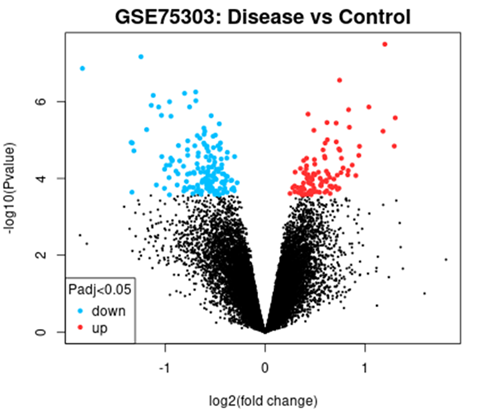 GSE75303: Disease vs Control
-log10(Pvalue)
6
4
2
0
Padj<0.05
down
up
-1
0
1
log2(fold change)